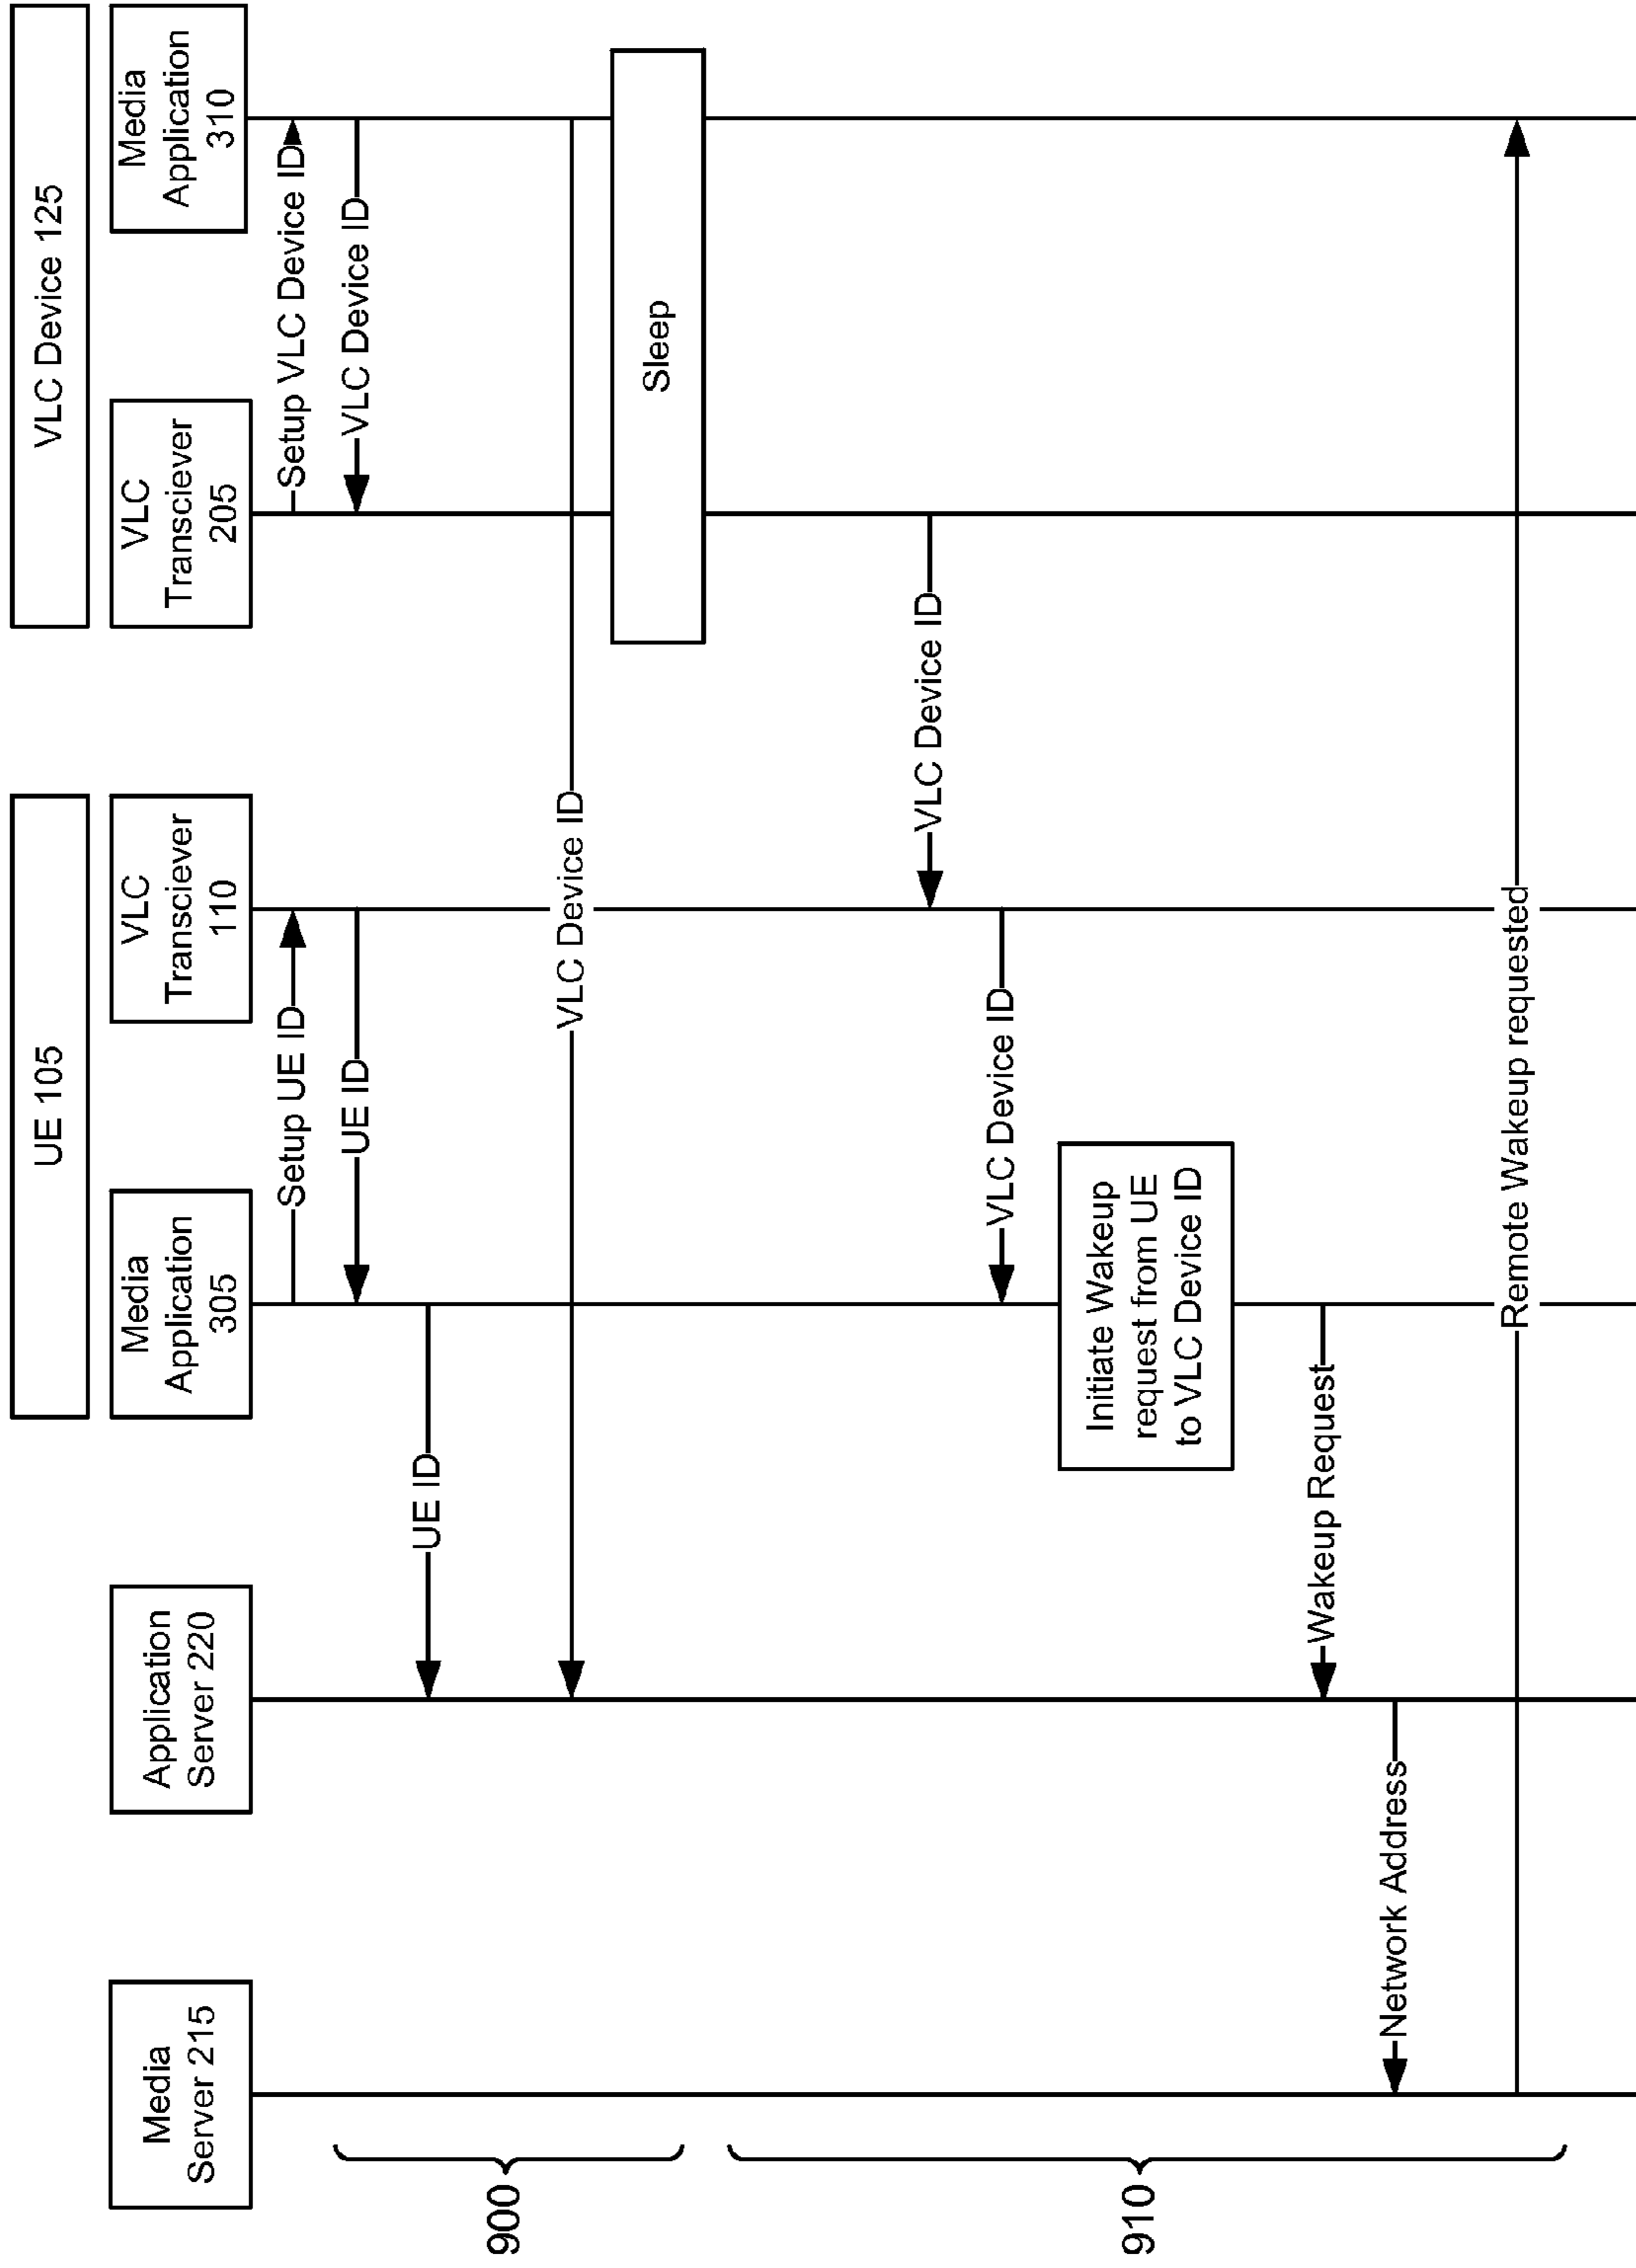 UE 105
VLC Device 125
Media
Server 215
Application
Server 220
Media
Application
305
VLC
Transciever
110
VLC
Transciever
205
Media
Application
310
Setup UE ID
Setup VLC Device ID
UE ID
VLC Device ID
UE ID
900
VLC Device ID
Sleep
VLC Device ID
VLC Device ID
910
Initiate Wakeup
request from UE
to VLC Device ID
Wakeup Request
Network Address
Remote Wakeup requested